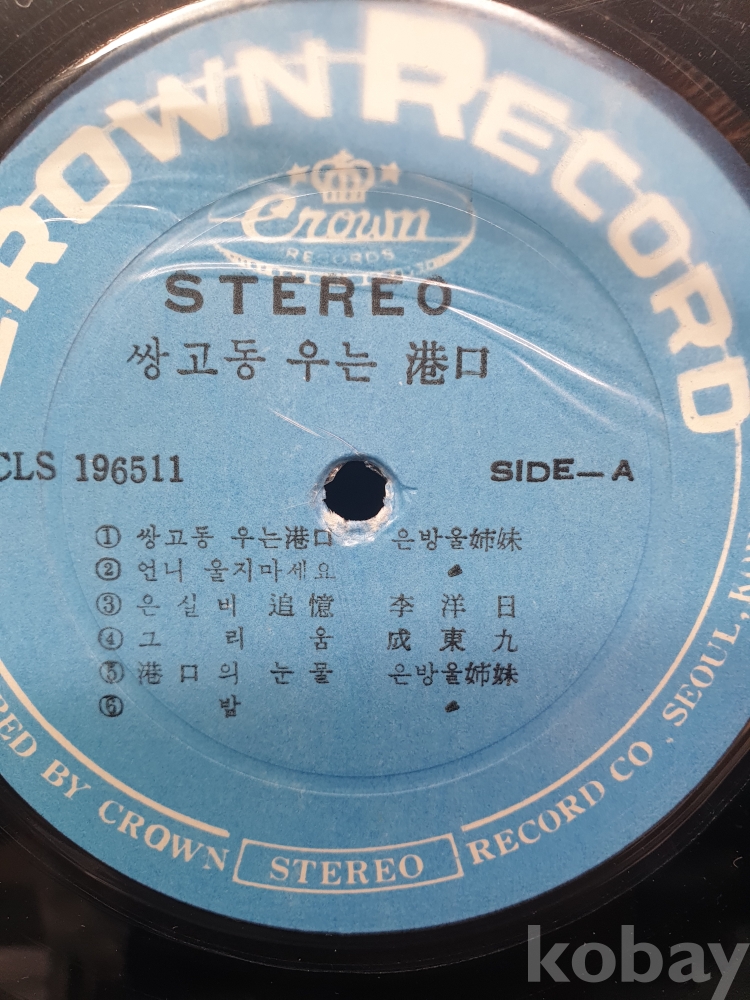 CROWN RECORD
Crown
RECORDS
STEREO
쌍고동 우는 港口
CLS 196511
SIDE-A
① 쌍고동 우는港口 은방울姉妹
② 언니 울지마세요 〃
③ 은실비 追憶 李洋日
④ 그리움 成東九
⑤ 港口의 눈물 은방울姉妹
⑥ 밤 〃
BY CROWN RECORD CO., SEOUL,
STEREO
kobay